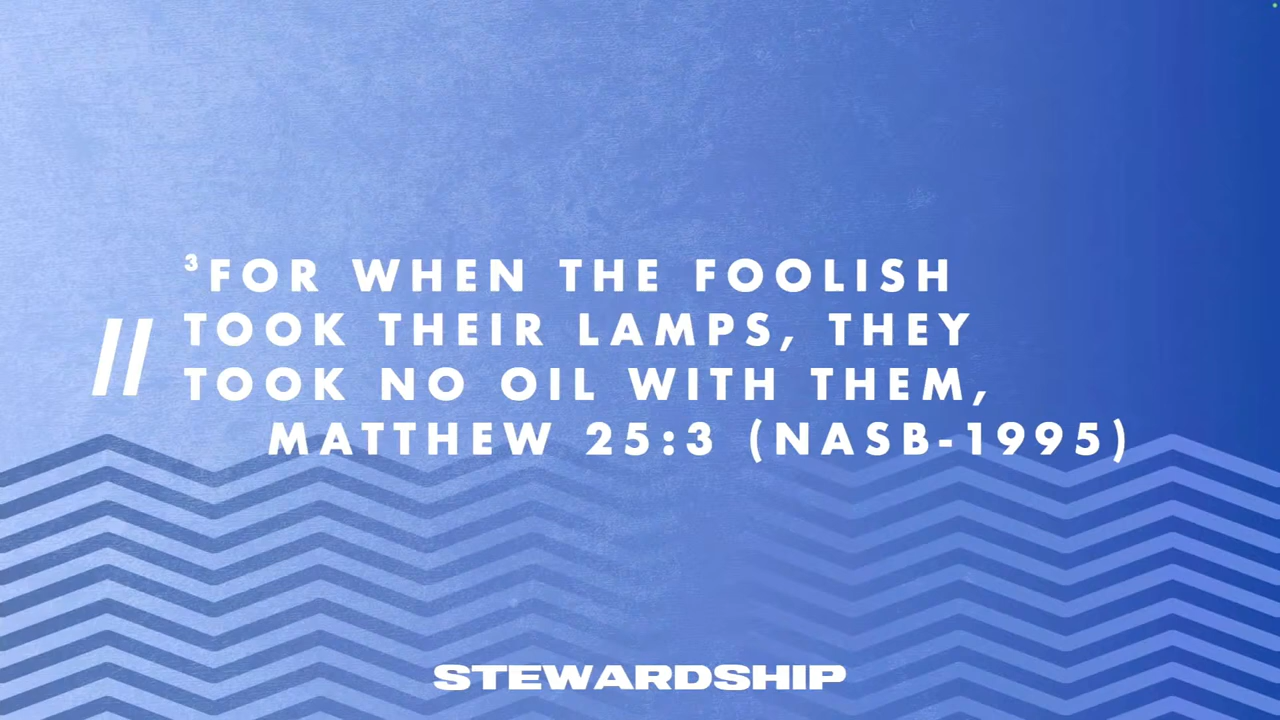 ³FOR WHEN THE FOOLISH
TOOK THEIR LAMPS, THEY
TOOK NO OIL WITH THEM,
MATTHEW 25:3 (NASB-1995)
STEWARDSHIP